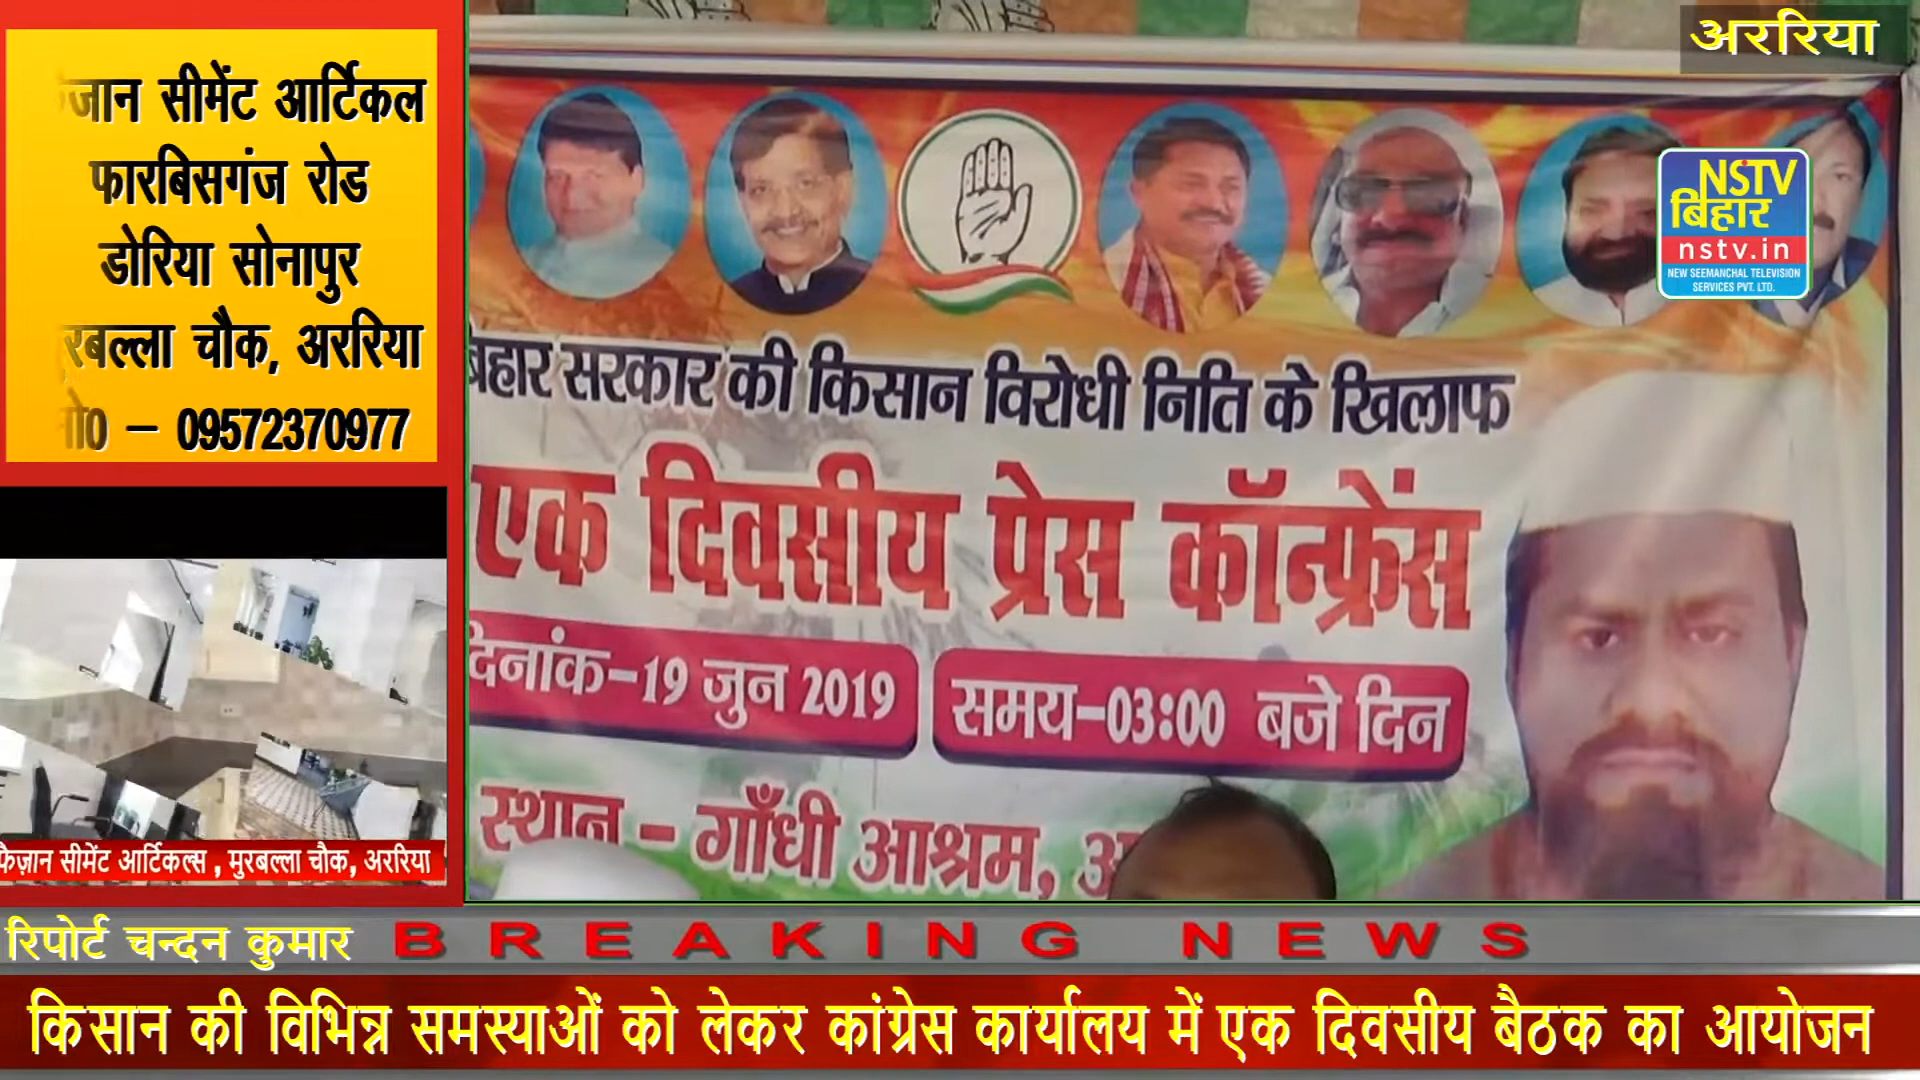 जान सीमेंट आर्टिकल
फारबिसगंज रोड
डोरिया सोनापुर
रबल्ला चौक, अररिया
मो0 – 09572370977
फिज़ान सीमेंट आर्टिकल्स , मुरबल्ला चौक, अररिया
अररिया
NSTV
बिहार
nstv.in
NEW SEEMANCHAL TELEVISION
SERVICES PVT. LTD.
बिहार सरकार की किसान विरोधी निति के खिलाफ
एक दिवसीय प्रेस कॉन्फ्रेंस
दिनांक-19 जुन 2019
समय-03:00 बजे दिन
स्थान - गाँधी आश्रम,
रिपोर्ट चन्दन कुमार
BREAKING NEWS
किसान की विभिन्न समस्याओं को लेकर कांग्रेस कार्यालय में एक दिवसीय बैठक का आयोजन